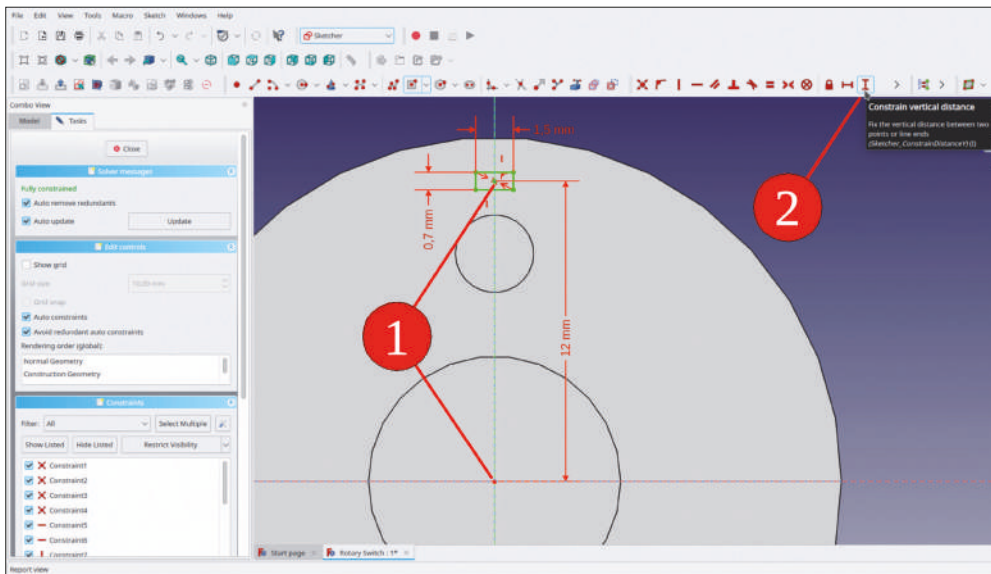 File Edit View Tools Macro Sketch Windows Help
Sketcher
Combo View
Model Tasks
Close
Solver messages
Fully constrained
Auto remove redundants
Auto update Update
Edit controls
Show grid
Grid size
Grid snap
Auto constraints
Avoid redundant auto constraints
Rendering order (global):
Normal Geometry
Construction Geometry
Constraints
Filter: All Select Multiple
Show Listed Hide Listed Restrict Visibility
Constraint1
Constraint2
Constraint3
Constraint4
Constraint5
Constraint6
Constraint7
Report view
1,5 mm
0,7 mm
12 mm
1
2
Constrain vertical distance
Fix the vertical distance between two
points or line ends
(Sketcher_ConstrainDistanceY)
Start page Rotary Switch : 1*